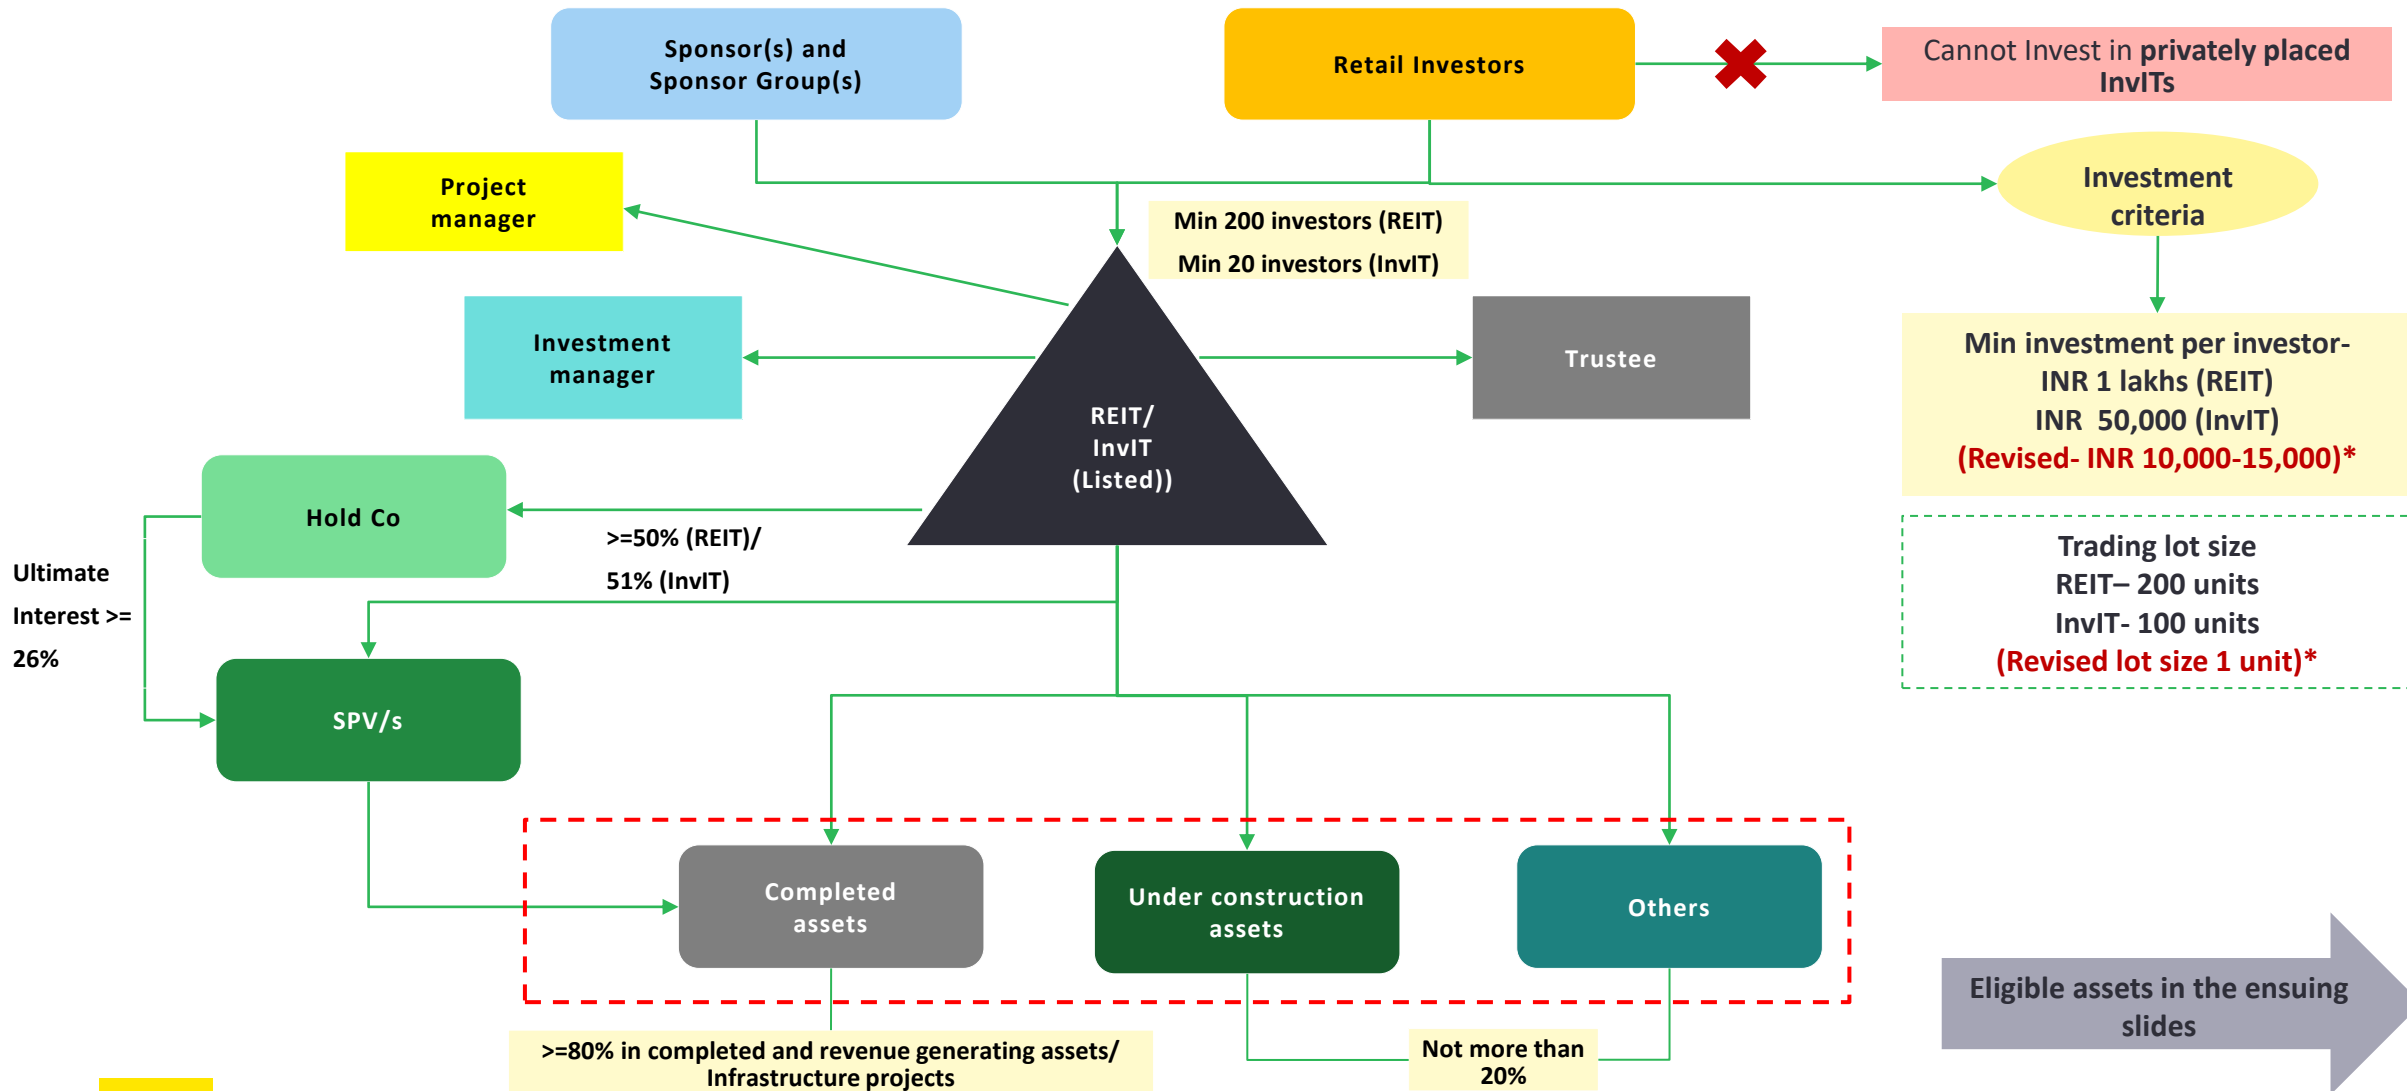 Sponsor(s) and
Sponsor Group(s)
Retail Investors
Cannot Invest in privately placed
InvITs
Project
manager
Min 200 investors (REIT)
Min 20 investors (InvIT)
Investment
criteria
Investment
manager
Trustee
REIT/
InvIT
(Listed))
Min investment per investor-
INR 1 lakhs (REIT)
INR  50,000 (InvIT)
(Revised- INR 10,000-15,000)*
Hold Co
>=50% (REIT)/
51% (InvIT)
Ultimate
Interest >=
26%
Trading lot size
REIT– 200 units
InvIT- 100 units
(Revised lot size 1 unit)*
SPV/s
Completed
assets
Under construction
assets
Others
>=80% in completed and revenue generating assets/
Infrastructure projects
Not more than
20%
Eligible assets in the ensuing
slides